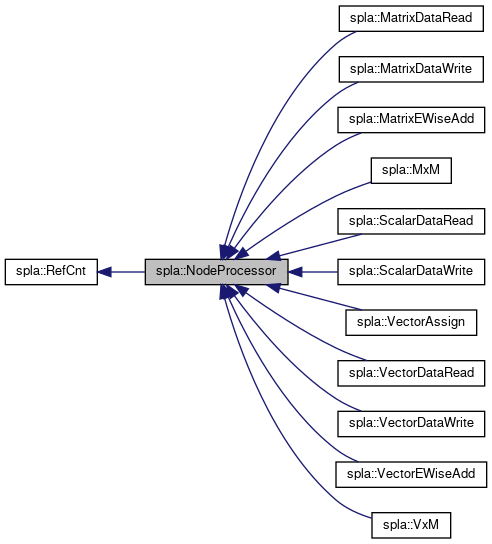 spla::MatrixDataRead
spla::MatrixDataWrite
spla::MatrixEWiseAdd
spla::MxM
spla::ScalarDataRead
spla::RefCnt
spla::NodeProcessor
spla::ScalarDataWrite
spla::VectorAssign
spla::VectorDataRead
spla::VectorDataWrite
spla::VectorEWiseAdd
spla::VxM